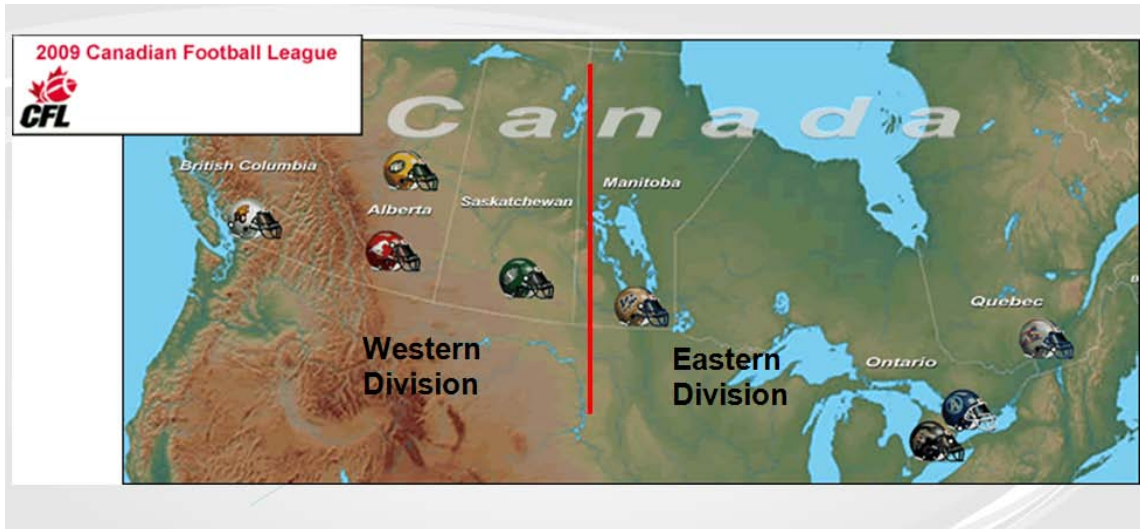 2009 Canadian Football League
CFL
Canada
British Columbia
Manitoba
Alberta
Saskatchewan
Quebec
Western
Division
Eastern
Division
Ontario